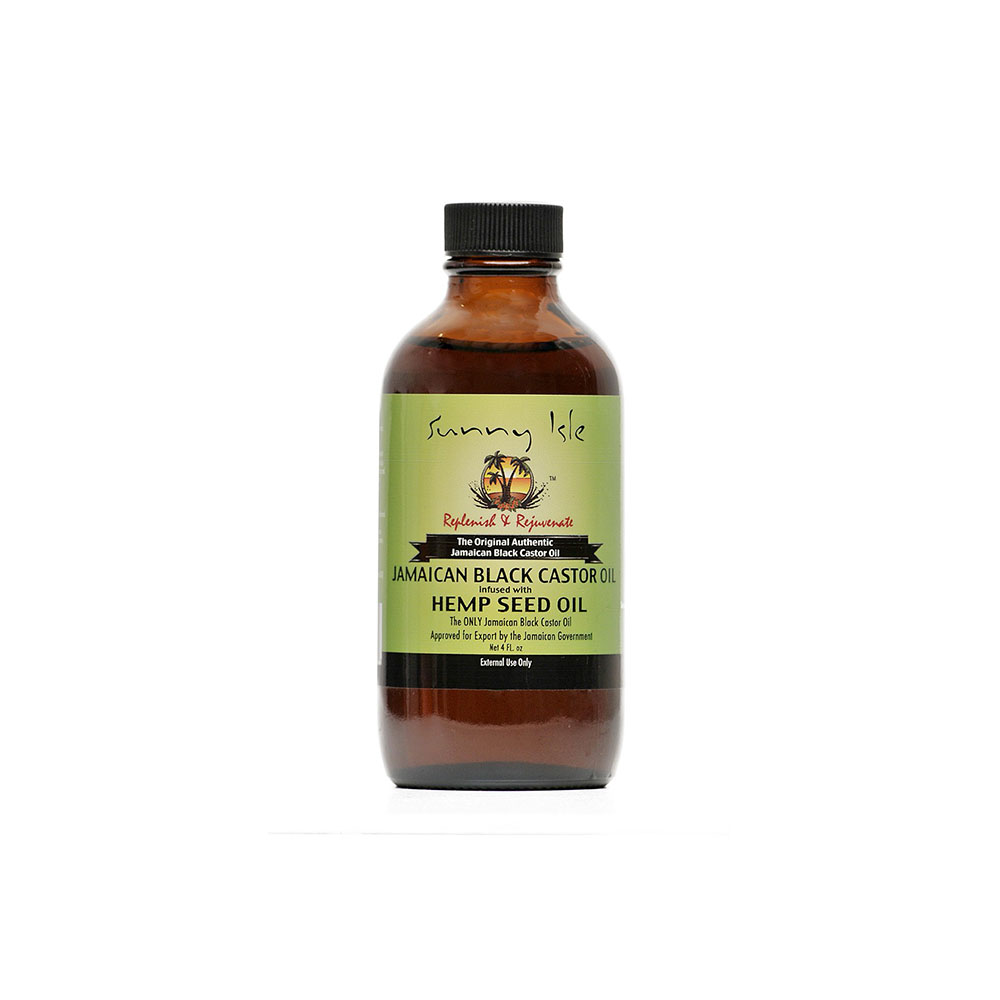 Sunny Isle
TM
Replenish & Rejuvenate
The Original Authentic
Jamaican Black Castor Oil
JAMAICAN BLACK CASTOR OIL
infused with
HEMP SEED OIL
The ONLY Jamaican Black Castor Oil
Approved for Export by the Jamaican Government
Net 4 FL. oz
External Use Only